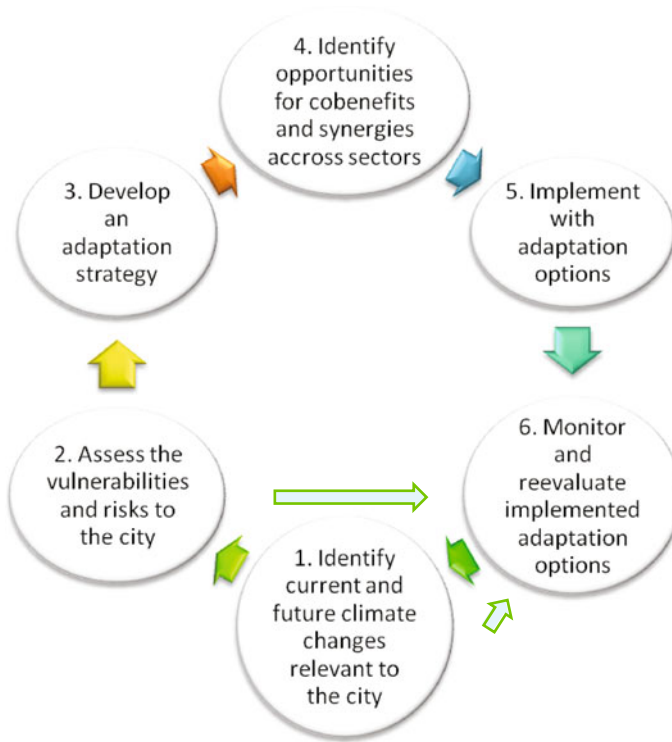 1. Identify
current and
future climate
changes
relevant to
the city
2. Assess the
vulnerabilities
and risks to
the city
3. Develop
an
adaptation
strategy
4. Identify
opportunities
for cobenefits
and synergies
accross sectors
5. Implement
with
adaptation
options
6. Monitor
and
reevaluate
implemented
adaptation
options